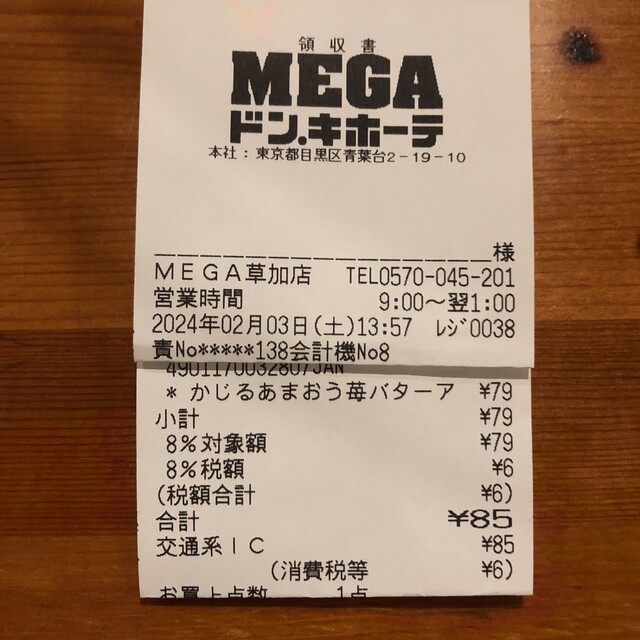 領収書
MEGA
ドン.キホーテ
本社:東京都目黒区青葉台2-19-10
様
MEGA草加店 TEL0570-045-201
営業時間 9:00〜翌1:00
2024年02月03日(土)13:57 ﾚｼﾞ0038
責No*****138会計機No8
4901170032807JAN
* かじるあまおう苺バターア ¥79
小計 ¥79
8%対象額 ¥79
8%税額 ¥6
(税額合計 ¥6)
合計 ¥85
交通系IC ¥85
(消費税等 ¥6)
お買上点数 1点